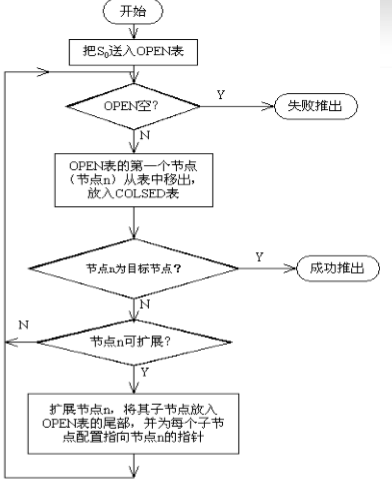 开始
把S₀送入OPEN表
OPEN空？
Y
失败推出
N
OPEN表的第一个节点
（节点n）从表中移出，
放入COLSED表
节点n为目标节点？
Y
成功推出
N
N
节点n可扩展？
Y
扩展节点n，将其子节点放入
OPEN表的尾部，并为每个子节
点配置指向节点n的指针